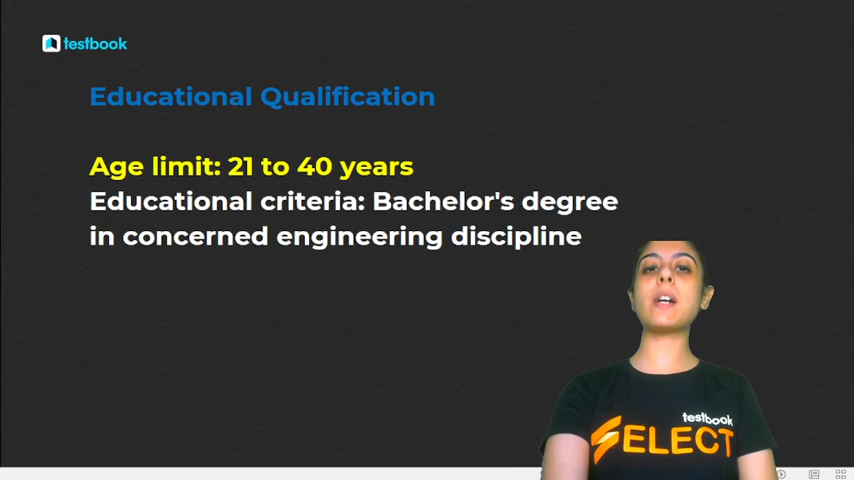 testbook
Educational Qualification
Age limit: 21 to 40 years
Educational criteria: Bachelor's degree
in concerned engineering discipline
testbook
SELECT